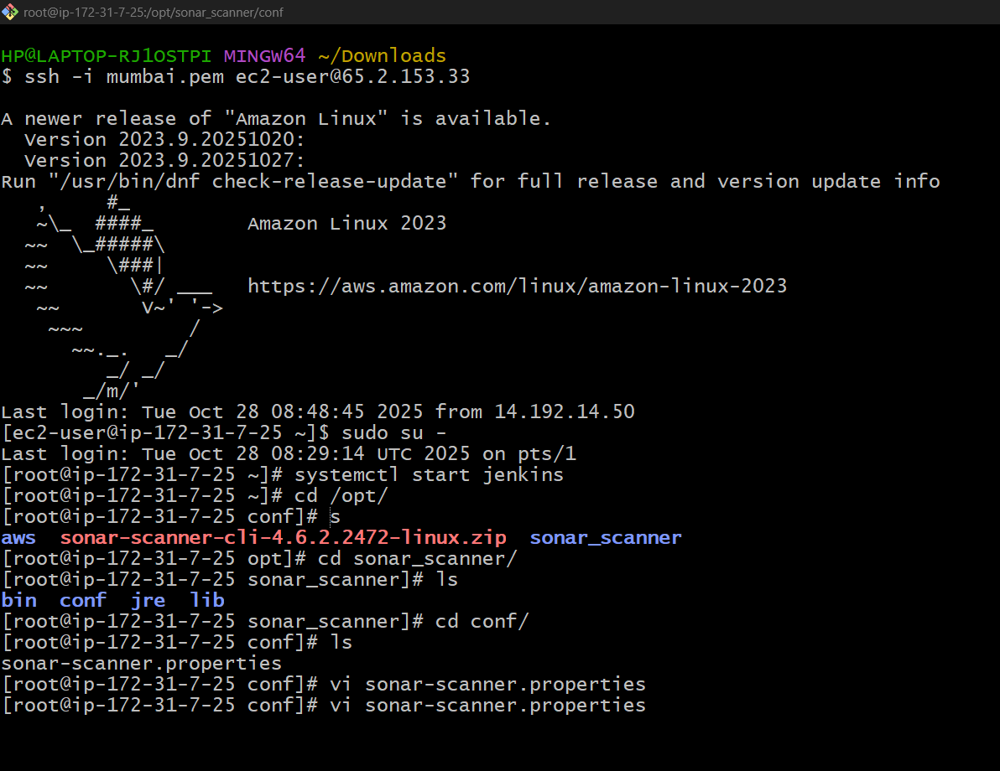 root@ip-172-31-7-25:/opt/sonar_scanner/conf
HP@LAPTOP-RJ1OSTPI MINGW64 ~/Downloads
$ ssh -i mumbai.pem ec2-user@65.2.153.33
A newer release of "Amazon Linux" is available.
  Version 2023.9.20251020:
  Version 2023.9.20251027:
Run "/usr/bin/dnf check-release-update" for full release and version update info
   ,     #_
   ~\_  ####_        Amazon Linux 2023
  ~~  \_#####\
  ~~     \###|
  ~~       \#/ ___   https://aws.amazon.com/linux/amazon-linux-2023
   ~~       V~' '->
    ~~~         /
      ~~._.   _/
         _/ _/
       _/m/'
Last login: Tue Oct 28 08:48:45 2025 from 14.192.14.50
[ec2-user@ip-172-31-7-25 ~]$ sudo su -
Last login: Tue Oct 28 08:29:14 UTC 2025 on pts/1
[root@ip-172-31-7-25 ~]# systemctl start jenkins
[root@ip-172-31-7-25 ~]# cd /opt/
[root@ip-172-31-7-25 conf]# s
aws  sonar-scanner-cli-4.6.2.2472-linux.zip  sonar_scanner
[root@ip-172-31-7-25 opt]# cd sonar_scanner/
[root@ip-172-31-7-25 sonar_scanner]# ls
bin  conf  jre  lib
[root@ip-172-31-7-25 sonar_scanner]# cd conf/
[root@ip-172-31-7-25 conf]# ls
sonar-scanner.properties
[root@ip-172-31-7-25 conf]# vi sonar-scanner.properties
[root@ip-172-31-7-25 conf]# vi sonar-scanner.properties